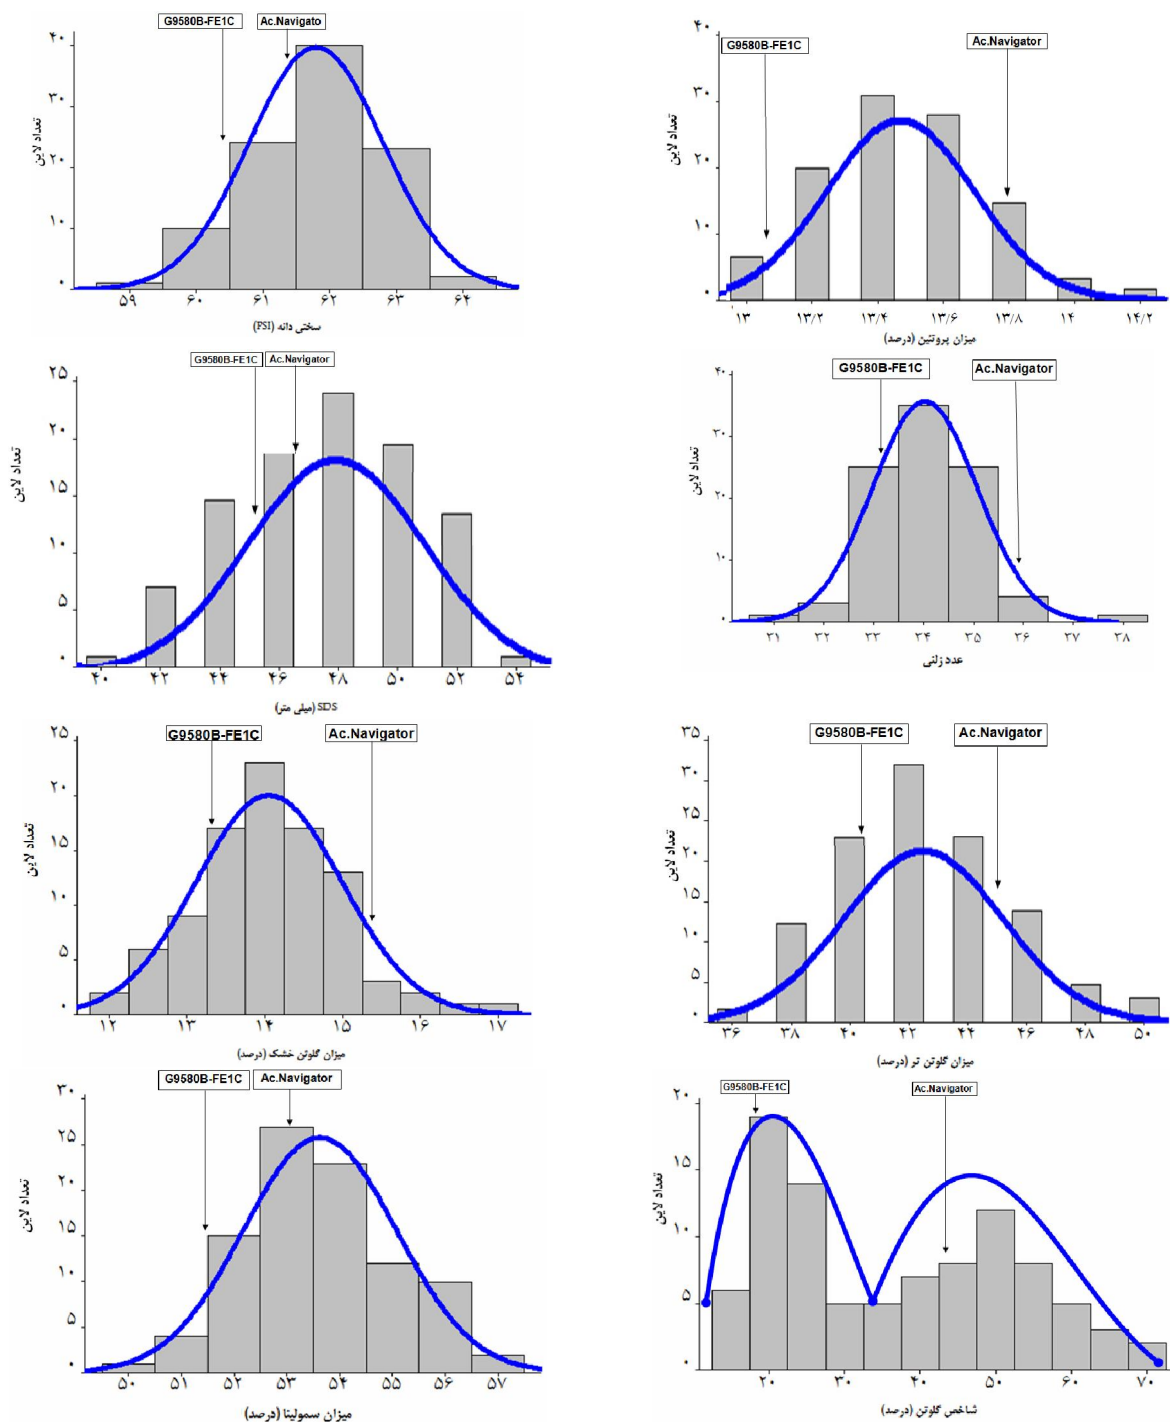 G9580B-FE1C
Ac.Navigato
تعداد لاین
۴۰
۳۰
۲۰
۱۰
۰
۵۹ ۶۰ ۶۱ ۶۲ ۶۳ ۶۴
سختی دانه (PSI)
G9580B-FE1C
Ac.Navigator
تعداد لاین
۴۰
۳۰
۲۰
۱۰
۰
۱۳ ۱۳/۲ ۱۳/۴ ۱۳/۶ ۱۳/۸ ۱۴ ۱۴/۲
میزان پروتئین (درصد)
G9580B-FE1C
Ac.Navigator
تعداد لاین
۲۵
۲۰
۱۵
۱۰
۵
۰
۴۰ ۴۲ ۴۴ ۴۶ ۴۸ ۵۰ ۵۲ ۵۴
SDS (میلی متر)
G9580B-FE1C
Ac.Navigator
تعداد لاین
۴۰
۳۰
۲۰
۱۰
۰
۳۱ ۳۲ ۳۳ ۳۴ ۳۵ ۳۶ ۳۷ ۳۸
عدد زلنی
G9580B-FE1C
Ac.Navigator
تعداد لاین
۲۵
۲۰
۱۵
۱۰
۵
۰
۱۲ ۱۳ ۱۴ ۱۵ ۱۶ ۱۷
میزان گلوتن خشک (درصد)
G9580B-FE1C
Ac.Navigator
تعداد لاین
۳۵
۳۰
۲۵
۲۰
۱۵
۱۰
۵
۰
۳۶ ۳۸ ۴۰ ۴۲ ۴۴ ۴۶ ۴۸ ۵۰
میزان گلوتن تر (درصد)
G9580B-FE1C
Ac.Navigator
تعداد لاین
۳۰
۲۵
۲۰
۱۵
۱۰
۵
۰
۵۰ ۵۱ ۵۲ ۵۳ ۵۴ ۵۵ ۵۶ ۵۷
میزان سمولینا (درصد)
G9580B-FE1C
Ac.Navigator
تعداد لاین
۲۰
۱۵
۱۰
۵
۰
۲۰ ۳۰ ۴۰ ۵۰ ۶۰ ۷۰
شاخص گلوتن (درصد)